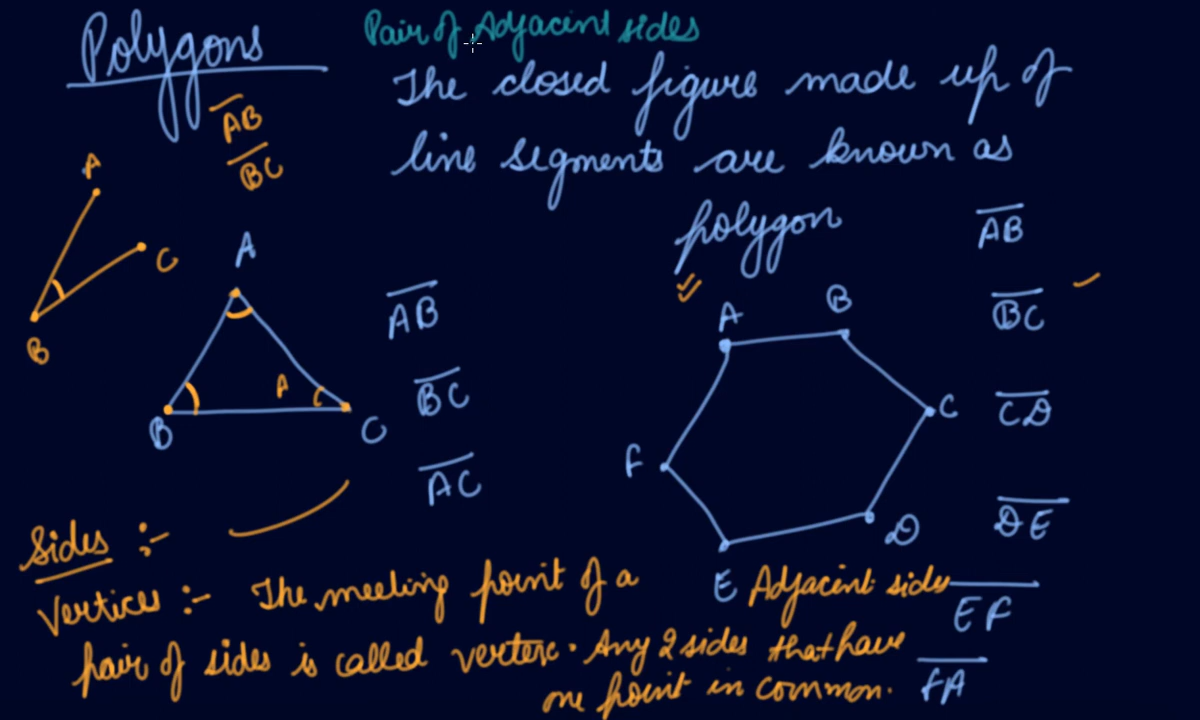 Polygons
Pair of Adjacent sides
The closed figure made up of
line segments are known as
polygon
AB
BC
A
C
B
A
B
C
A
AB
BC
AC
A
B
C
D
E
F
AB
BC
CD
DE
EF
FA
Sides :-
Vertices :- The meeting point of a
pair of sides is called vertex.
Adjacent sides
Any 2 sides that have
one point in common.